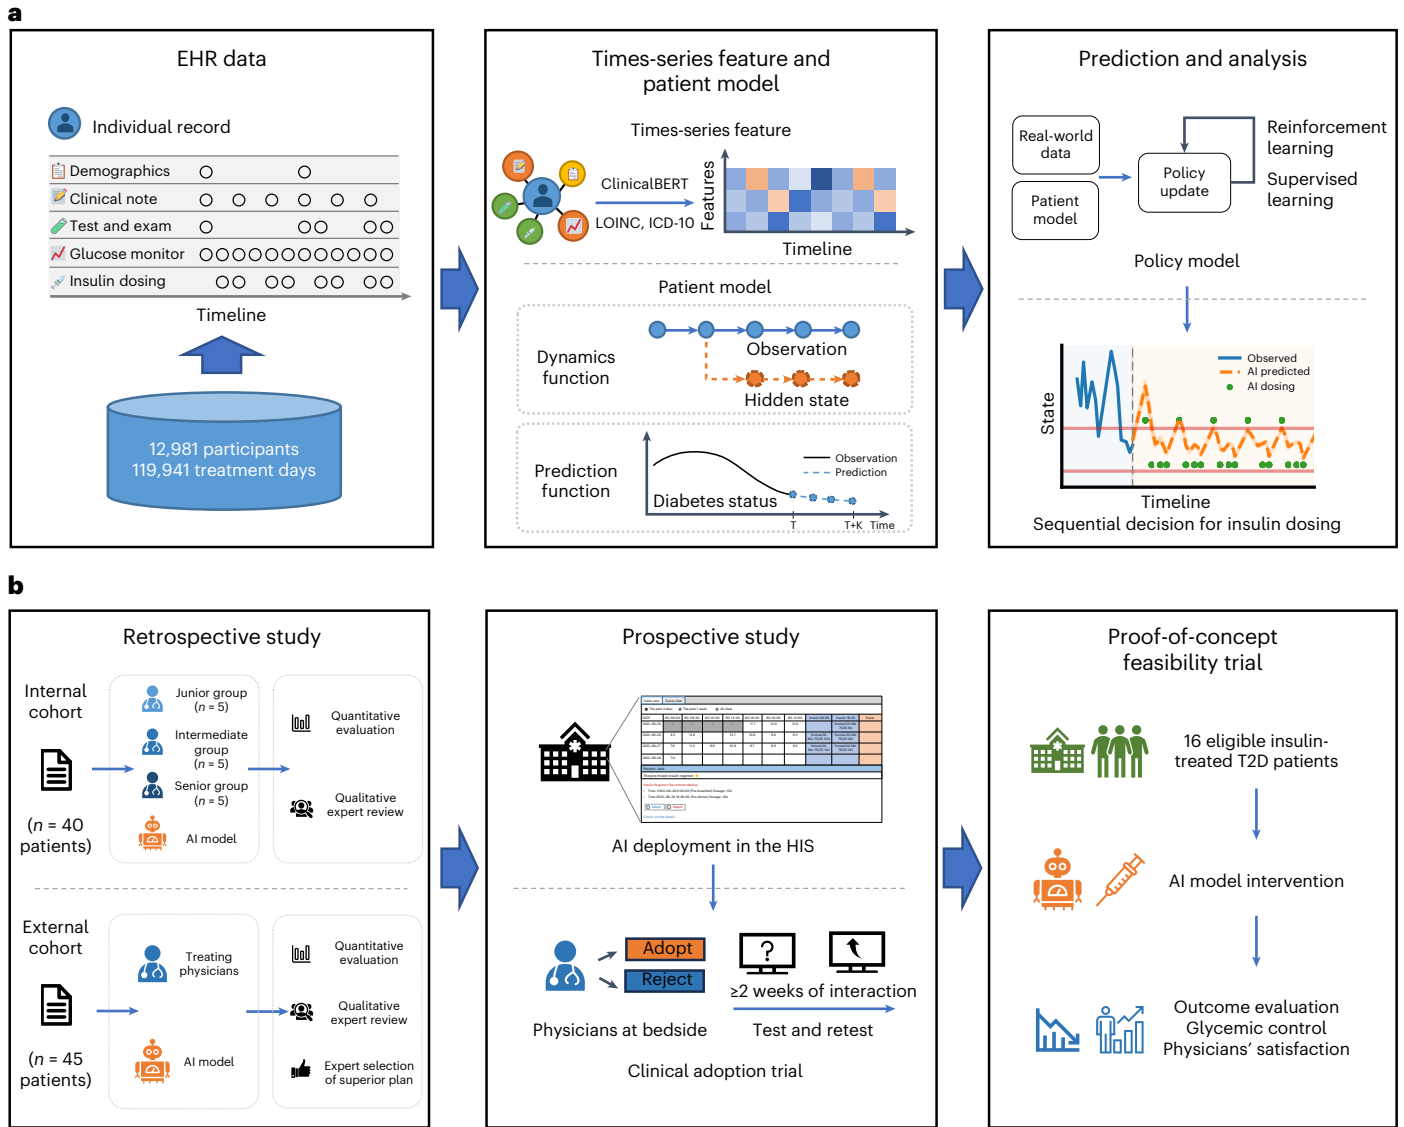 a
EHR data
Individual record
Demographics
Clinical note
Test and exam
Glucose monitor
Insulin dosing
Timeline
12,981 participants
119,941 treatment days
Times-series feature and
patient model
Times-series feature
ClinicalBERT
LOINC, ICD-10
Features
Timeline
Patient model
Dynamics
function
Observation
Hidden state
Prediction
function
Observation
Prediction
Diabetes status
T
T+K
Time
Prediction and analysis
Real-world
data
Patient
model
Policy
update
Reinforcement
learning
Supervised
learning
Policy model
Observed
AI predicted
AI dosing
State
Timeline
Sequential decision for insulin dosing
b
Retrospective study
Internal
cohort
(n = 40
patients)
Junior group
(n = 5)
Intermediate
group
(n = 5)
Senior group
(n = 5)
AI model
Quantitative
evaluation
Qualitative
expert review
External
cohort
(n = 45
patients)
Treating
physicians
AI model
Quantitative
evaluation
Qualitative
expert review
Expert selection
of superior plan
Prospective study
AI deployment in the HIS
Adopt
Reject
?
≥2 weeks of interaction
Physicians at bedside
Test and retest
Clinical adoption trial
Proof-of-concept
feasibility trial
16 eligible insulin-
treated T2D patients
AI model intervention
Outcome evaluation
Glycemic control
Physicians’ satisfaction